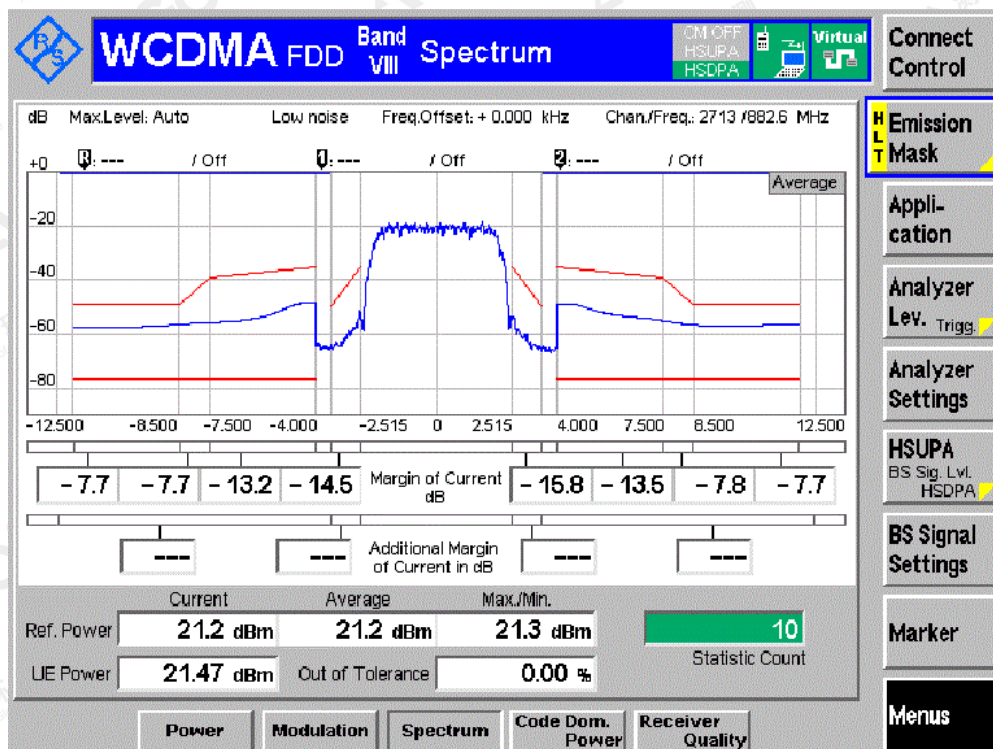 R&S
WCDMA FDD Band VIII Spectrum
CM OFF
HSUPA
HSDPA
Virtual
Connect Control
dB Max.Level: Auto Low noise Freq.Offset: + 0.000 kHz Chan./Freq.: 2713 /882.6 MHz
HLT
Emission Mask
+0 R: --- / Off 1: --- / Off 2: --- / Off
Average
-20
-40
-60
-80
-12.500 -8.500 -7.500 -4.000 -2.515 0 2.515 4.000 7.500 8.500 12.500
Appli-
cation
Analyzer
Lev. Trigg.
Analyzer
Settings
-7.7 -7.7 -13.2 -14.5 Margin of Current dB -15.8 -13.5 -7.8 -7.7
HSUPA
BS Sig. Lvl.
HSDPA
--- --- Additional Margin of Current in dB --- ---
BS Signal
Settings
Current Average Max./Min.
Ref. Power 21.2 dBm 21.2 dBm 21.3 dBm 10
Statistic Count
UE Power 21.47 dBm Out of Tolerance 0.00 %
Marker
Power Modulation Spectrum Code Dom. Power Receiver Quality
Menus